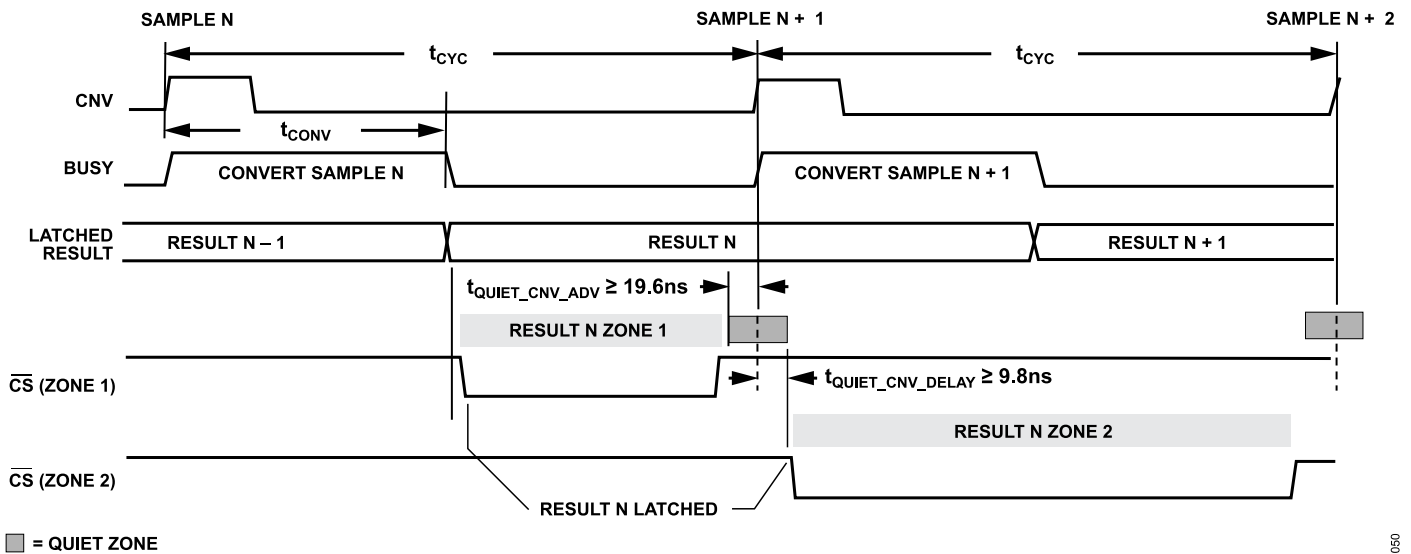 SAMPLE N
SAMPLE N + 1
SAMPLE N + 2
tCYC
tCYC
CNV
tCONV
BUSY
CONVERT SAMPLE N
CONVERT SAMPLE N + 1
LATCHED
RESULT
RESULT N – 1
RESULT N
RESULT N + 1
tQUIET_CNV_ADV ≥ 19.6ns
RESULT N ZONE 1
CS (ZONE 1)
tQUIET_CNV_DELAY ≥ 9.8ns
RESULT N ZONE 2
CS (ZONE 2)
RESULT N LATCHED
= QUIET ZONE
050